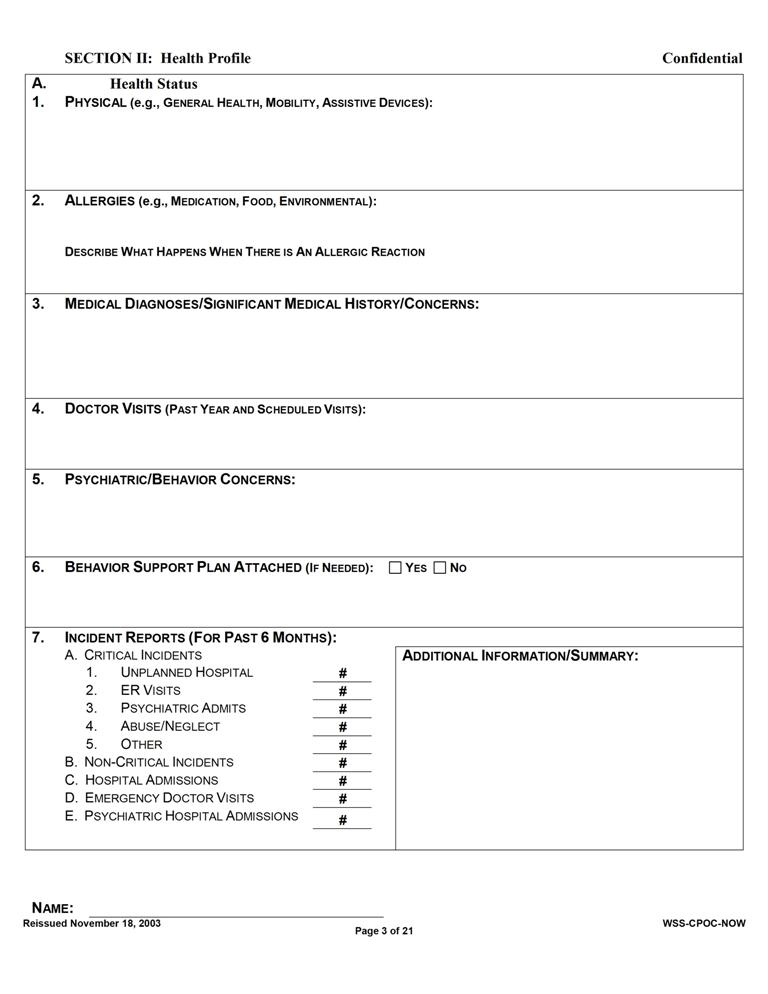 SECTION II: Health Profile Confidential
A. Health Status
1. PHYSICAL (e.g., GENERAL HEALTH, MOBILITY, ASSISTIVE DEVICES):
2. ALLERGIES (e.g., MEDICATION, FOOD, ENVIRONMENTAL):
DESCRIBE WHAT HAPPENS WHEN THERE IS AN ALLERGIC REACTION
3. MEDICAL DIAGNOSES/SIGNIFICANT MEDICAL HISTORY/CONCERNS:
4. DOCTOR VISITS (PAST YEAR AND SCHEDULED VISITS):
5. PSYCHIATRIC/BEHAVIOR CONCERNS:
6. BEHAVIOR SUPPORT PLAN ATTACHED (IF NEEDED): ☐ YES ☐ NO
7. INCIDENT REPORTS (FOR PAST 6 MONTHS):
A. CRITICAL INCIDENTS
1. UNPLANNED HOSPITAL #
2. ER VISITS #
3. PSYCHIATRIC ADMITS #
4. ABUSE/NEGLECT #
5. OTHER #
B. NON-CRITICAL INCIDENTS #
C. HOSPITAL ADMISSIONS #
D. EMERGENCY DOCTOR VISITS #
E. PSYCHIATRIC HOSPITAL ADMISSIONS #
ADDITIONAL INFORMATION/SUMMARY:
NAME:
Reissued November 18, 2003 WSS-CPOC-NOW
Page 3 of 21